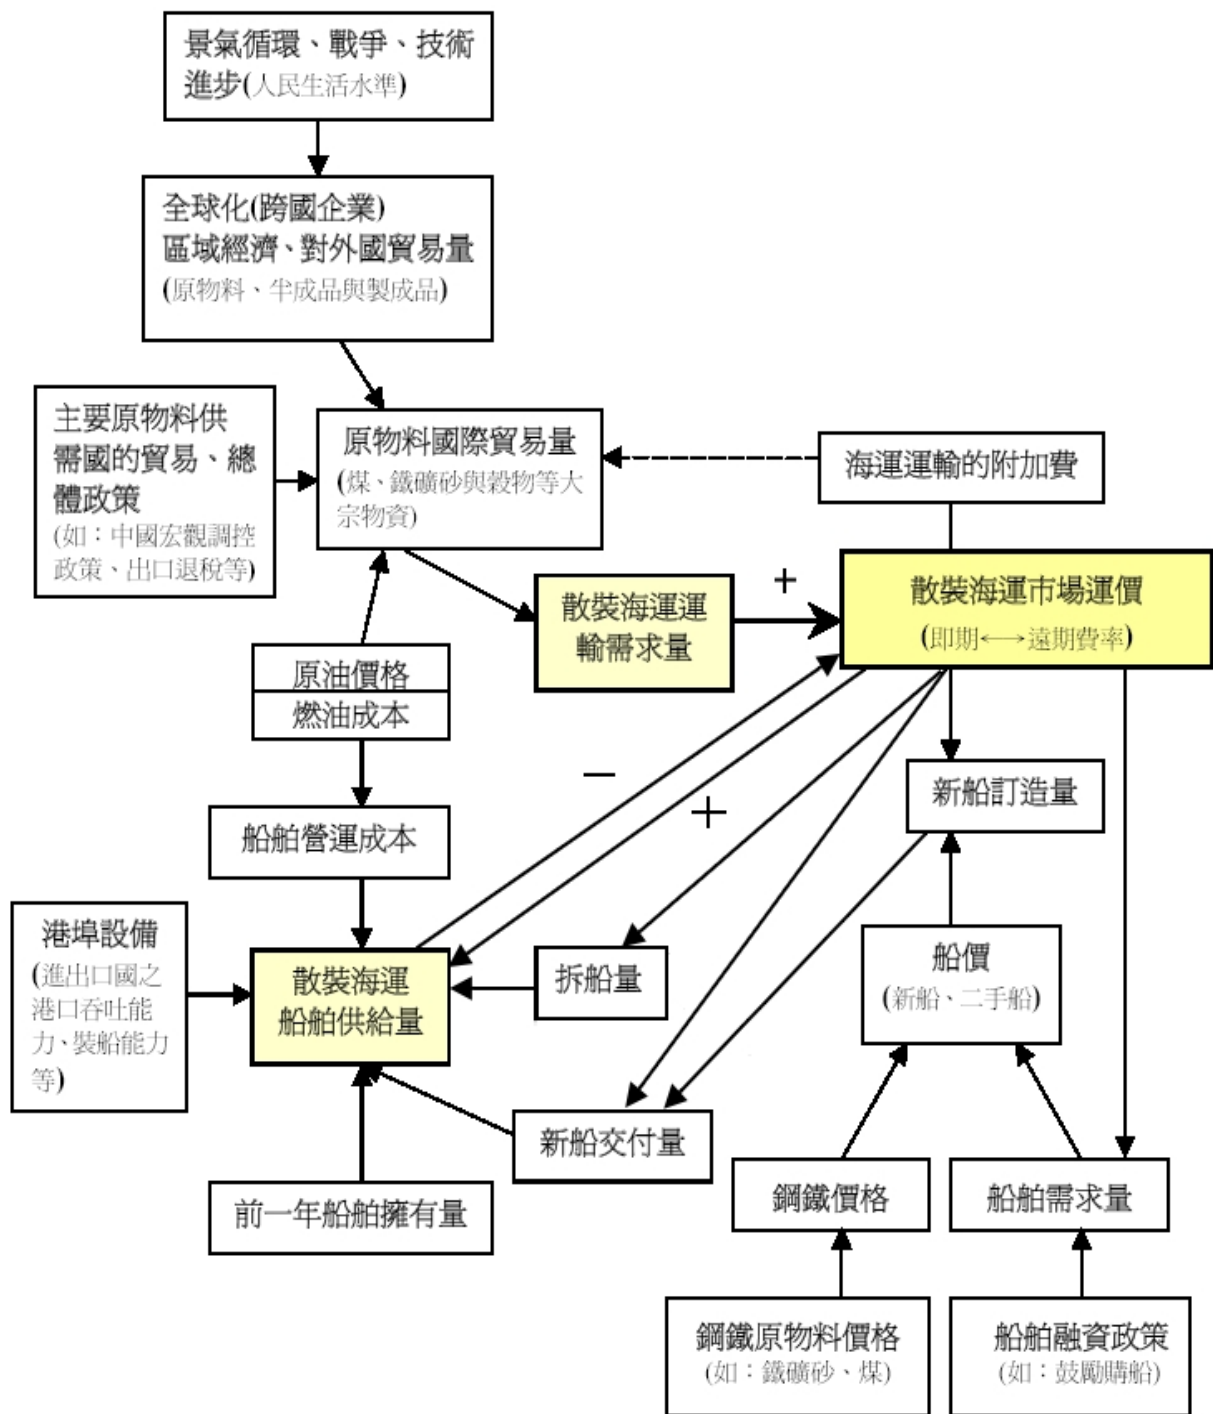 景氣循環、戰爭、技術
進步(人民生活水準)
全球化(跨國企業)
區域經濟、對外國貿易量
(原物料、半成品與製成品)
主要原物料供
需國的貿易、總
體政策
(如：中國宏觀調控
政策、出口退稅等)
原物料國際貿易量
(煤、鐵礦砂與穀物等大
宗物資)
海運運輸的附加費
散裝海運運
輸需求量
+
散裝海運市場運價
(即期←→遠期費率)
原油價格
燃油成本
－
＋
新船訂造量
船舶營運成本
港埠設備
(進出口國之
港口吞吐能
力、裝船能力
等)
散裝海運
船舶供給量
拆船量
船價
(新船、二手船)
新船交付量
前一年船舶擁有量
鋼鐵價格
船舶需求量
鋼鐵原物料價格
(如：鐵礦砂、煤)
船舶融資政策
(如：鼓勵購船)